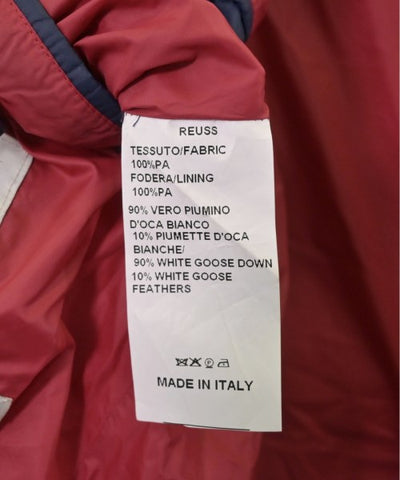 REUSS
TESSUTO/FABRIC
100%PA
FODERA/LINING
100%PA
90% VERO PIUMINO
D'OCA BIANCO
10% PIUMETTE D'OCA
BIANCHE/
90% WHITE GOOSE DOWN
10% WHITE GOOSE
FEATHERS
MADE IN ITALY